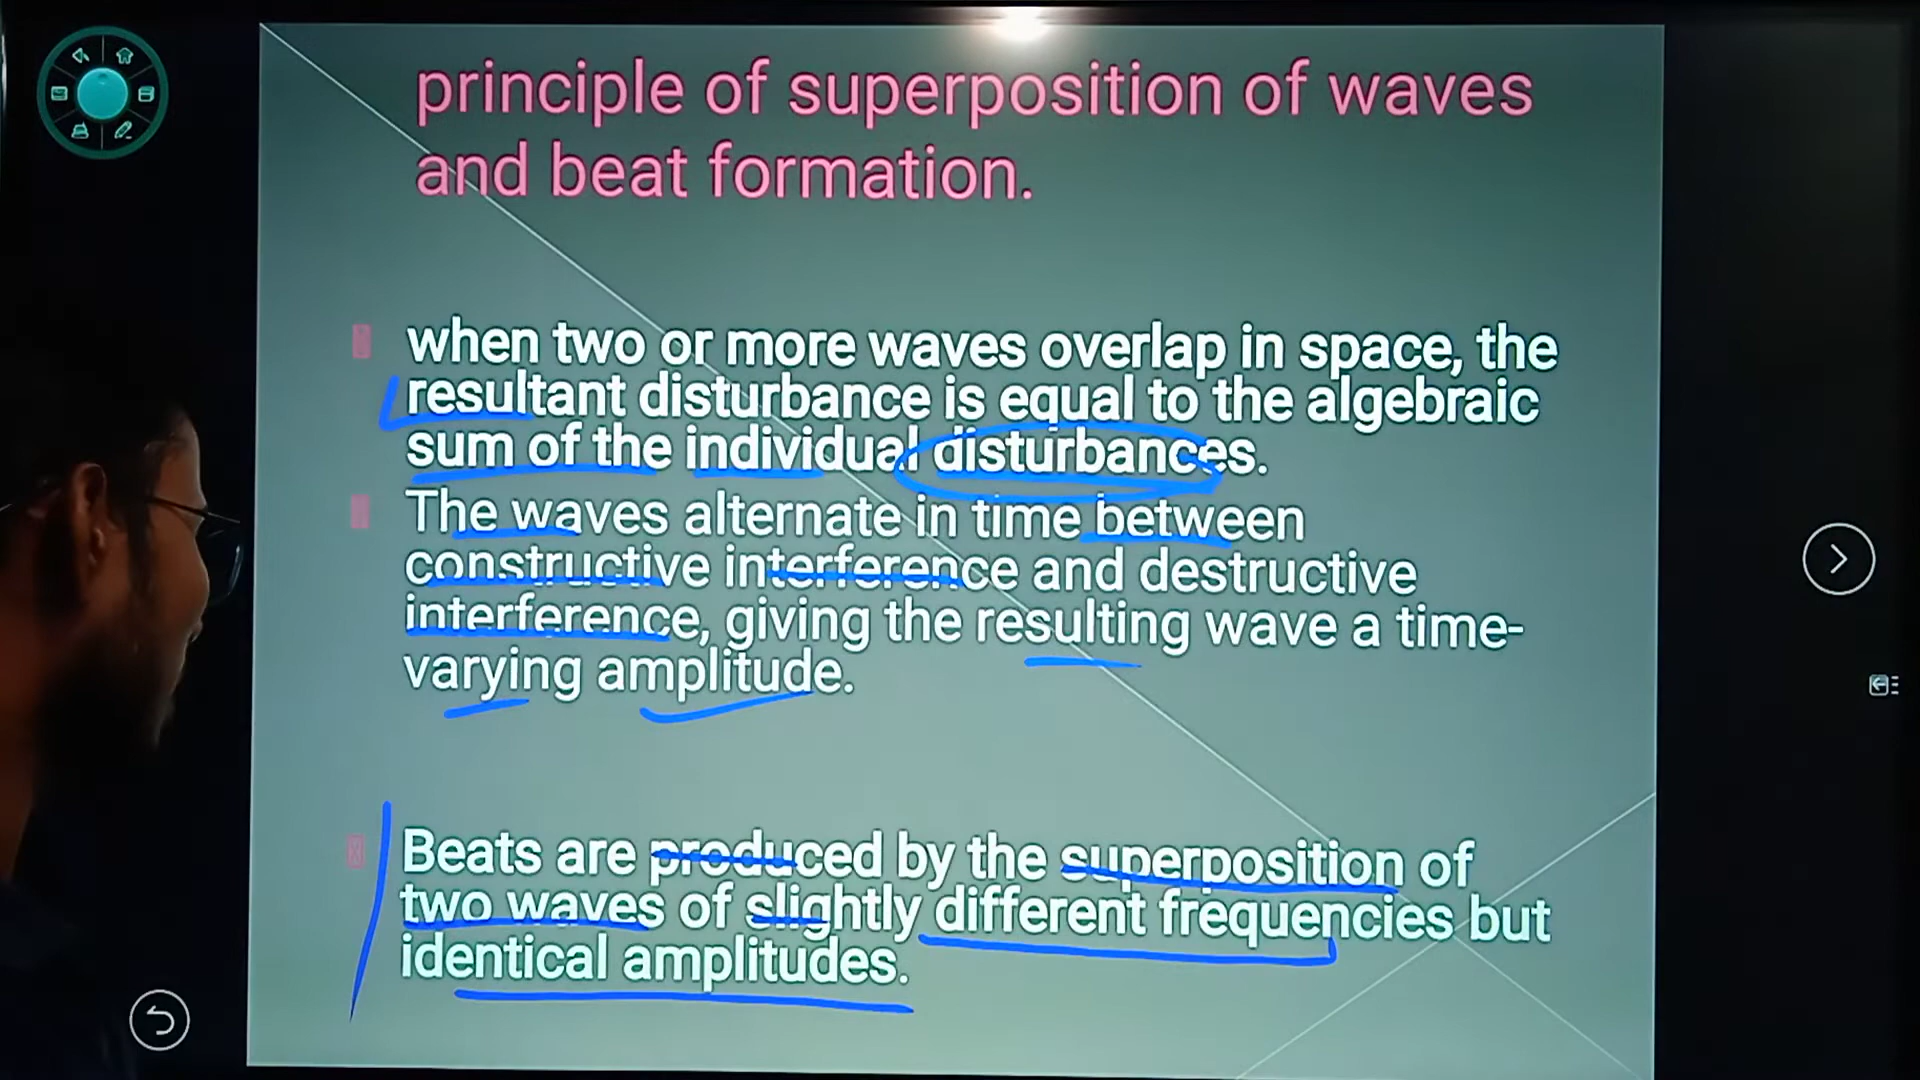 principle of superposition of waves
and beat formation.
when two or more waves overlap in space, the
resultant disturbance is equal to the algebraic
sum of the individual disturbances.
The waves alternate in time between
constructive interference and destructive
interference, giving the resulting wave a time-
varying amplitude.
Beats are produced by the superposition of
two waves of slightly different frequencies but
identical amplitudes.